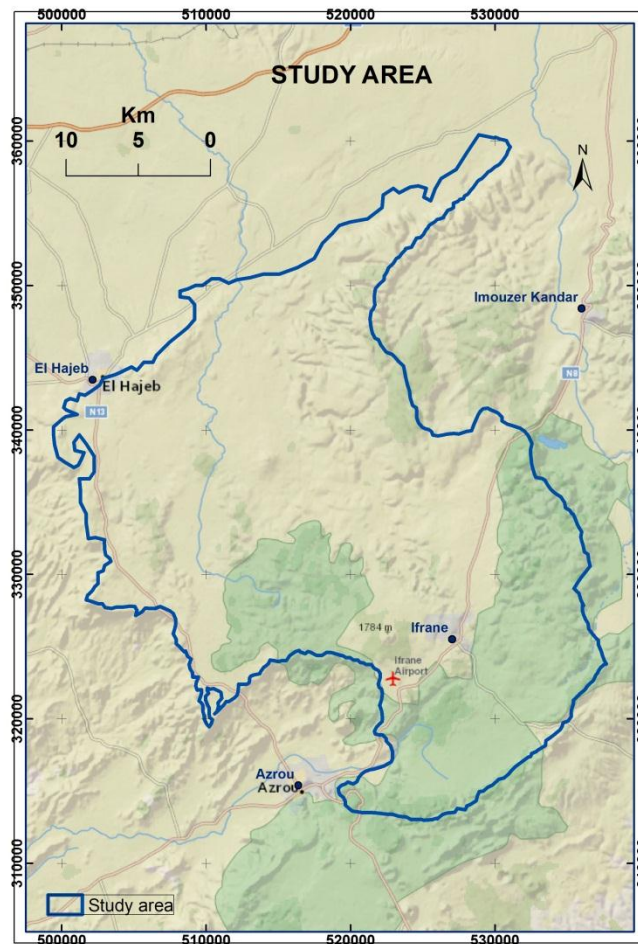 500000 510000 520000 530000
STUDY AREA
Km
10 5 0
N
360000
350000
Imouzer Kandar
El Hajeb
El Hajeb
N8
N13
340000
330000
1784 m
Ifrane
Ifrane
Airport
320000
Azrou
Azrou
310000
Study area
500000 510000 520000 530000